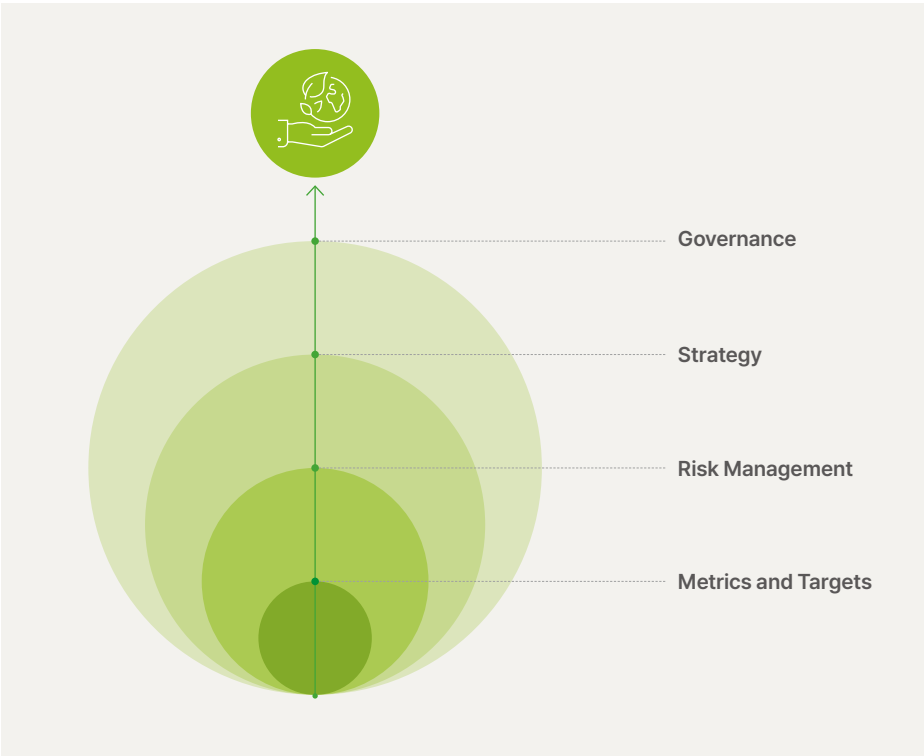 Governance
Strategy
Risk Management
Metrics and Targets